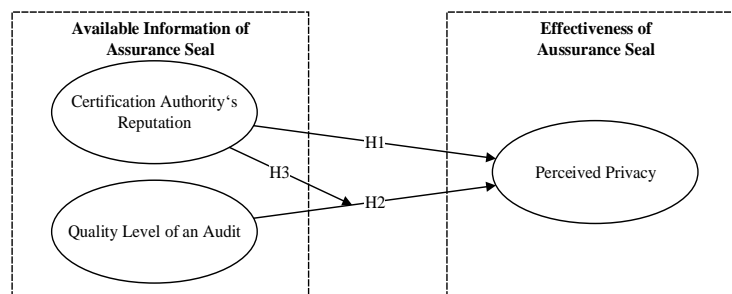 Available Information of
Assurance Seal
Effectiveness of
Aussurance Seal
Certification Authority‘s
Reputation
H1
H3
Perceived Privacy
H2
Quality Level of an Audit